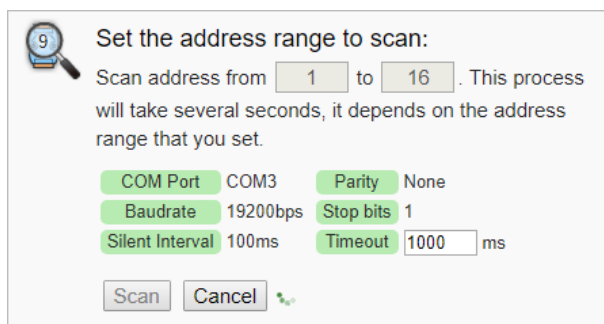 9
Set the address range to scan:
Scan address from 1 to 16 . This process
will take several seconds, it depends on the address
range that you set.
COM Port COM3 Parity None
Baudrate 19200bps Stop bits 1
Silent Interval 100ms Timeout 1000 ms
Scan Cancel